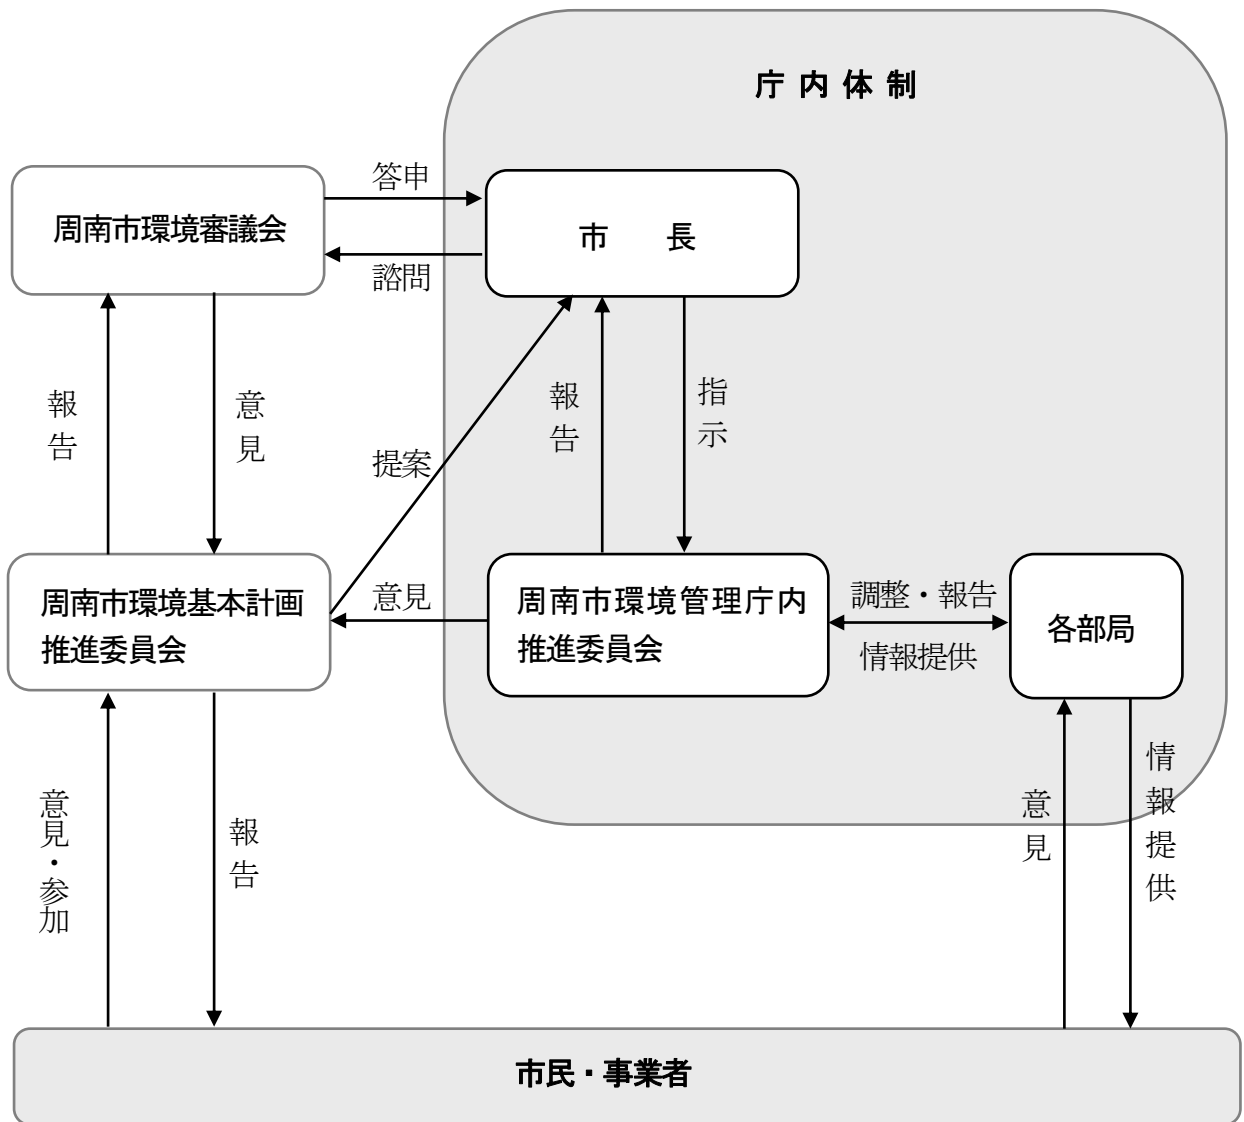 庁内体制
答申
周南市環境審議会
市　長
諮問
報告
意見
提案
報告
指示
周南市環境基本計画
推進委員会
意見
周南市環境管理庁内
推進委員会
調整・報告
情報提供
各部局
意見・参加
報告
意見
情報提供
市民・事業者